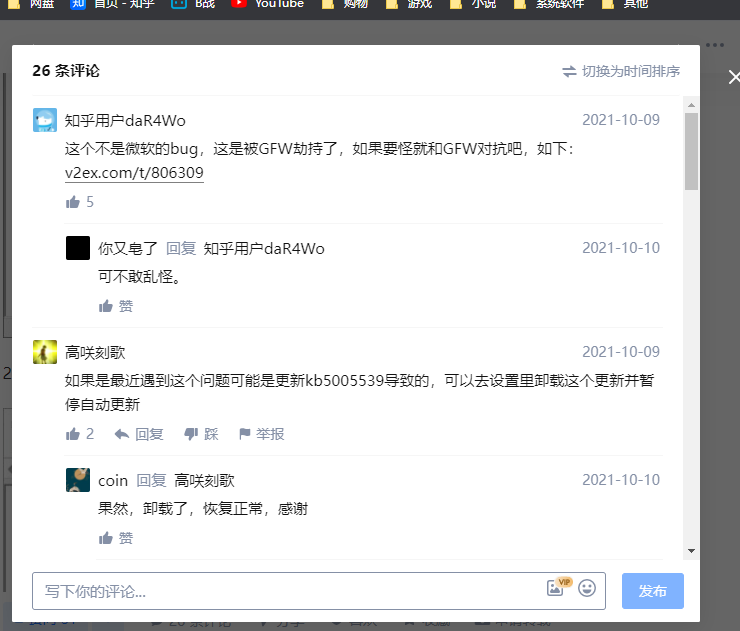 网盘 知 首页 - 知乎 B战 YouTube 购物 游戏 小说 系统软件 其他
26 条评论 切换为时间排序
知乎用户daR4Wo 2021-10-09
这个不是微软的bug，这是被GFW劫持了，如果要怪就和GFW对抗吧，如下：
v2ex.com/t/806309
5
你又皂了 回复 知乎用户daR4Wo 2021-10-10
可不敢乱怪。
赞
高咲刻歌 2021-10-09
如果是最近遇到这个问题可能是更新kb5005539导致的，可以去设置里卸载这个更新并暂
停自动更新
2 回复 踩 举报
coin 回复 高咲刻歌 2021-10-10
果然，卸载了，恢复正常，感谢
赞
写下你的评论... VIP 发布